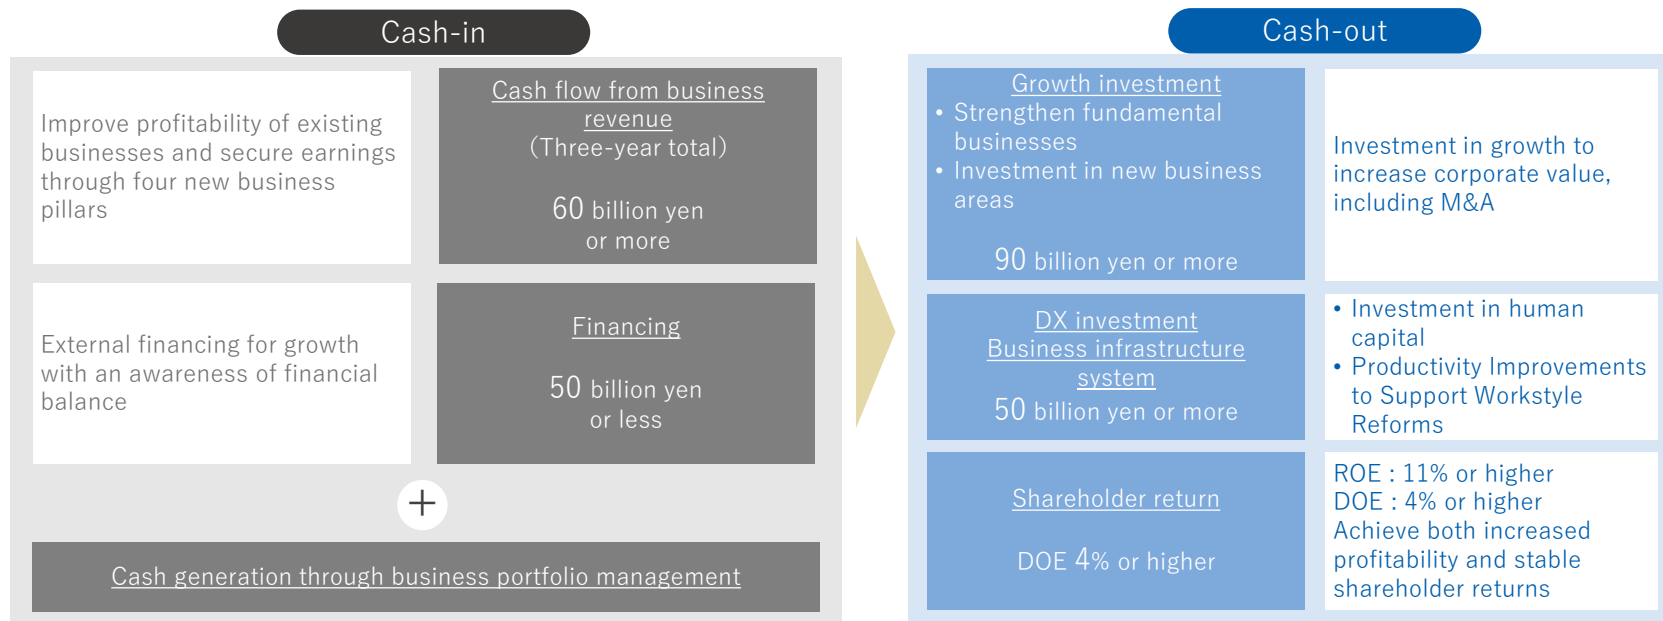 Cash-in
Improve profitability of existing
businesses and secure earnings
through four new business
pillars
Cash flow from business
revenue
(Three-year total)
60 billion yen
or more
External financing for growth
with an awareness of financial
balance
Financing
50 billion yen
or less
+
Cash generation through business portfolio management
Cash-out
Growth investment
• Strengthen fundamental
businesses
• Investment in new business
areas
90 billion yen or more
Investment in growth to
increase corporate value,
including M&A
DX investment
Business infrastructure
system
50 billion yen or more
• Investment in human
capital
• Productivity Improvements
to Support Workstyle
Reforms
Shareholder return
DOE 4% or higher
ROE : 11% or higher
DOE : 4% or higher
Achieve both increased
profitability and stable
shareholder returns